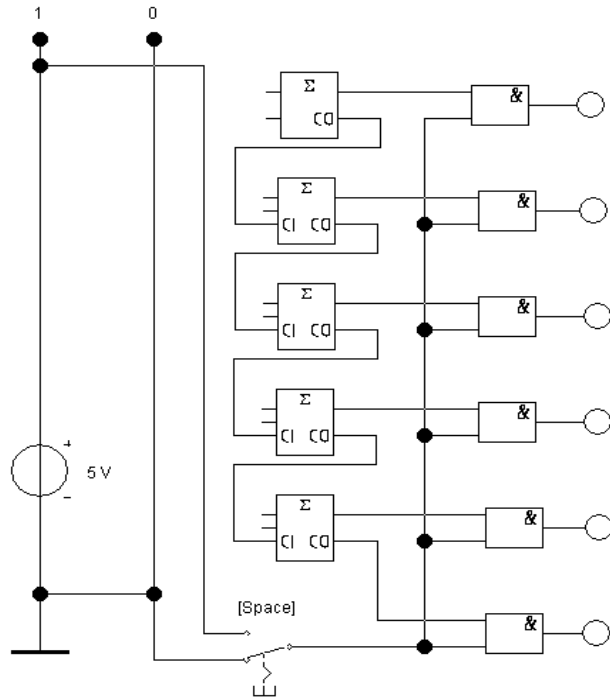 1 0
Σ &
CO
Σ &
CI CO
Σ &
CI CO
Σ &
CI CO
+
5 V
-
Σ &
CI CO
[Space]
&